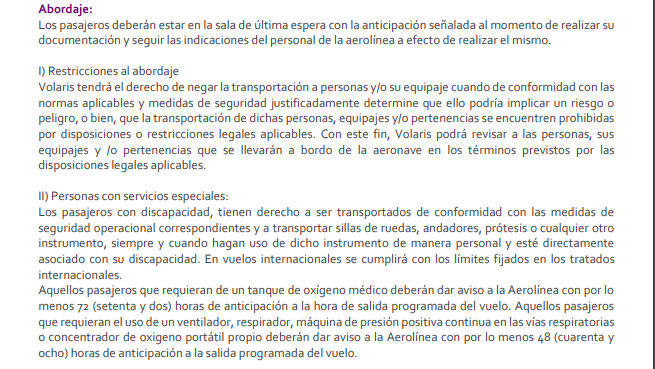 Abordaje:
Los pasajeros deberán estar en la sala de última espera con la anticipación señalada al momento de realizar su
documentación y seguir las indicaciones del personal de la aerolínea a efecto de realizar el mismo.
I) Restricciones al abordaje
Volaris tendrá el derecho de negar la transportación a personas y/o su equipaje cuando de conformidad con las
normas aplicables y medidas de seguridad justificadamente determine que ello podría implicar un riesgo o
peligro, o bien, que la transportación de dichas personas, equipajes y/o pertenencias se encuentren prohibidas
por disposiciones o restricciones legales aplicables. Con este fin, Volaris podrá revisar a las personas, sus
equipajes y /o pertenencias que se llevarán a bordo de la aeronave en los términos previstos por las
disposiciones legales aplicables.
II) Personas con servicios especiales:
Los pasajeros con discapacidad, tienen derecho a ser transportados de conformidad con las medidas de
seguridad operacional correspondientes y a transportar sillas de ruedas, andadores, prótesis o cualquier otro
instrumento, siempre y cuando hagan uso de dicho instrumento de manera personal y esté directamente
asociado con su discapacidad. En vuelos internacionales se cumplirá con los límites fijados en los tratados
internacionales.
Aquellos pasajeros que requieran de un tanque de oxígeno médico deberán dar aviso a la Aerolínea con por lo
menos 72 (setenta y dos) horas de anticipación a la hora de salida programada del vuelo. Aquellos pasajeros
que requieran el uso de un ventilador, respirador, máquina de presión positiva continua en las vías respiratorias
o concentrador de oxigeno portátil propio deberán dar aviso a la Aerolínea con por lo menos 48 (cuarenta y
ocho) horas de anticipación a la salida programada del vuelo.